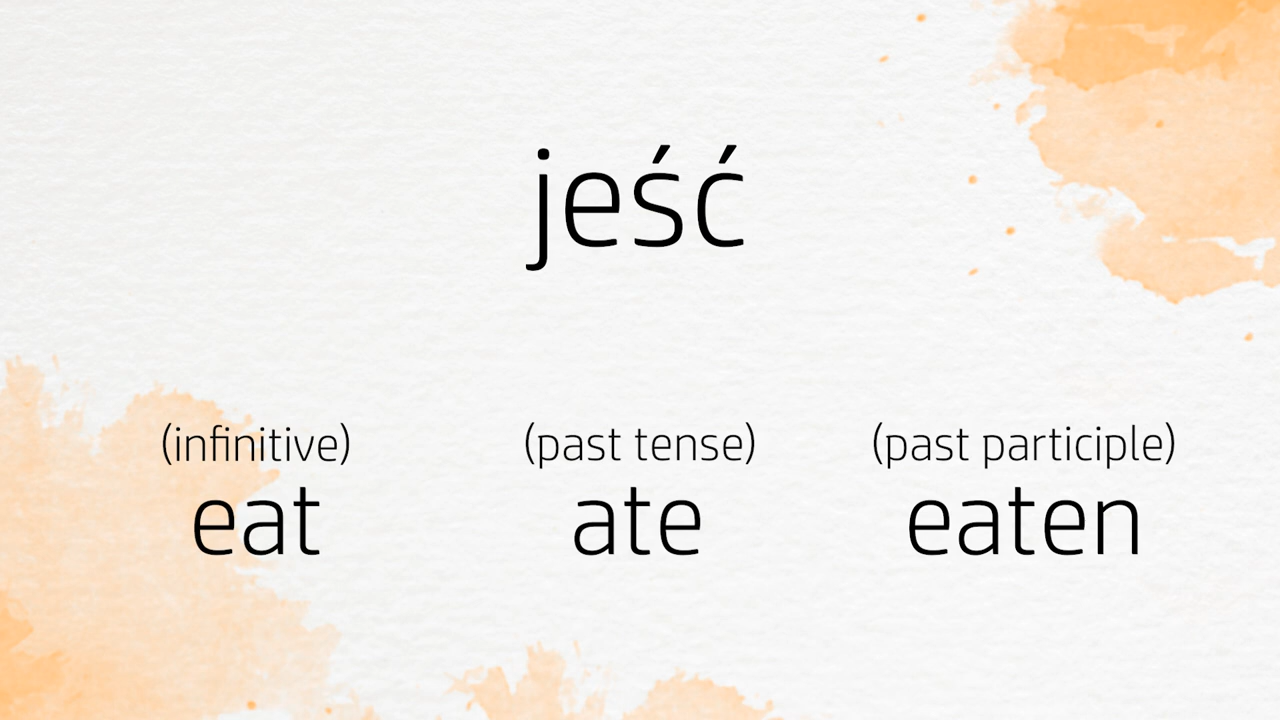 jeść
(infinitive) (past tense) (past participle)
eat ate eaten